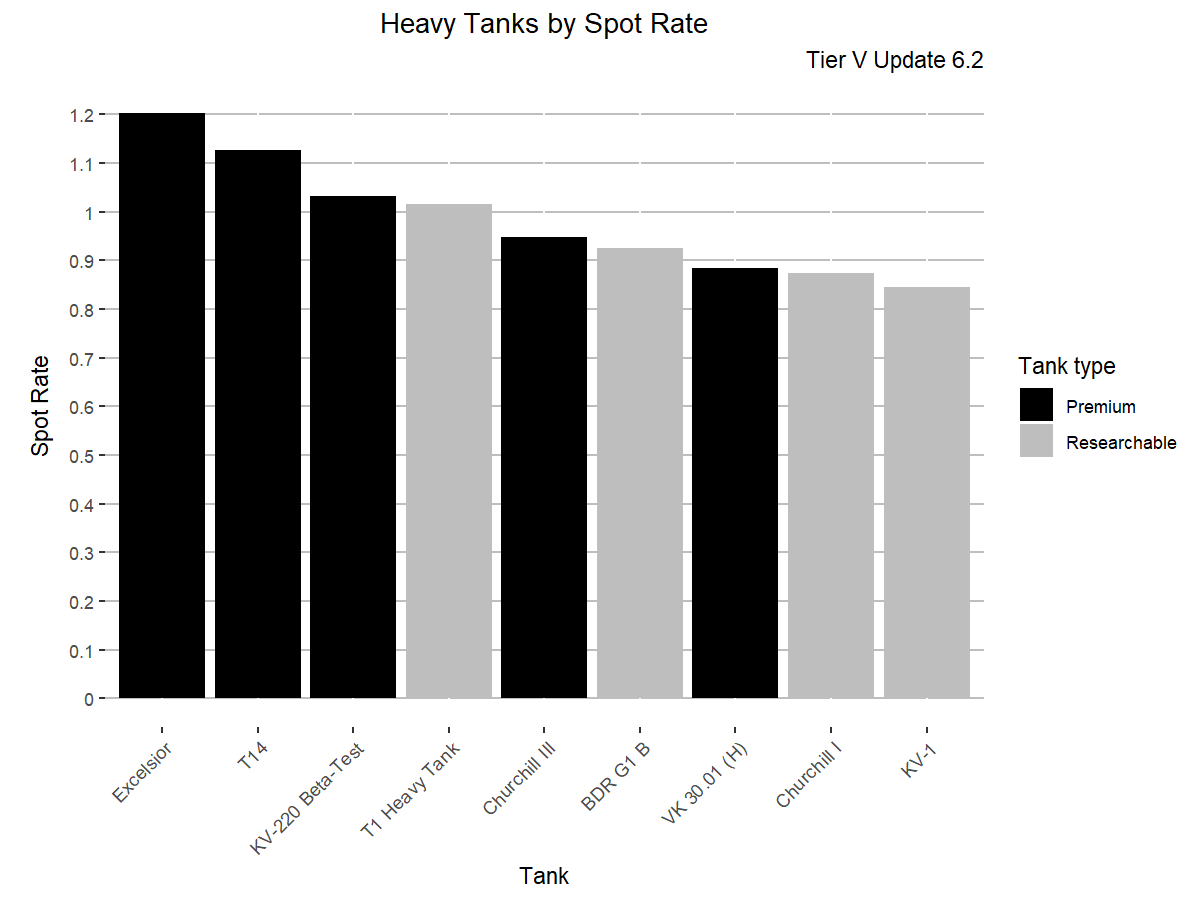 Heavy Tanks by Spot Rate
Tier V Update 6.2
Spot Rate
1.2
1.1
1
0.9
0.8
0.7
0.6
0.5
0.4
0.3
0.2
0.1
0
Excelsior
T14
KV-220 Beta-Test
T1 Heavy Tank
Churchill III
BDR G1 B
VK 30.01 (H)
Churchill I
KV-1
Tank
Tank type
Premium
Researchable